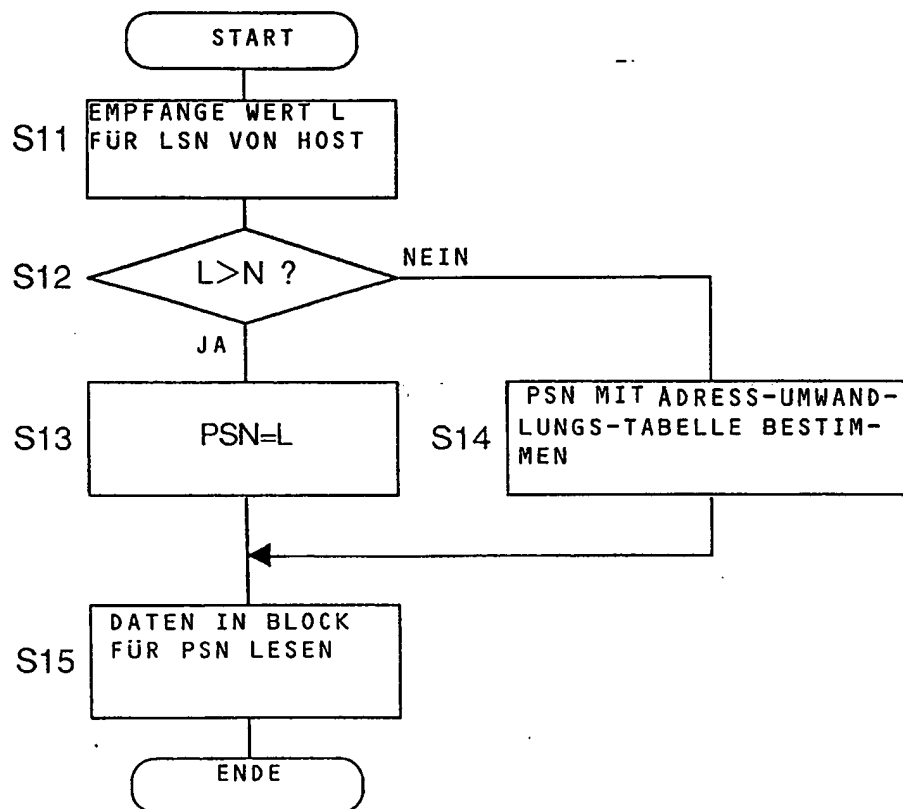 START
S11
EMPFANGE WERT L
FÜR LSN VON HOST
S12
L>N ?
NEIN
JA
S13
PSN=L
S14
PSN MIT ADRESS-UMWAND-
LUNGS-TABELLE BESTIM-
MEN
S15
DATEN IN BLOCK
FÜR PSN LESEN
ENDE